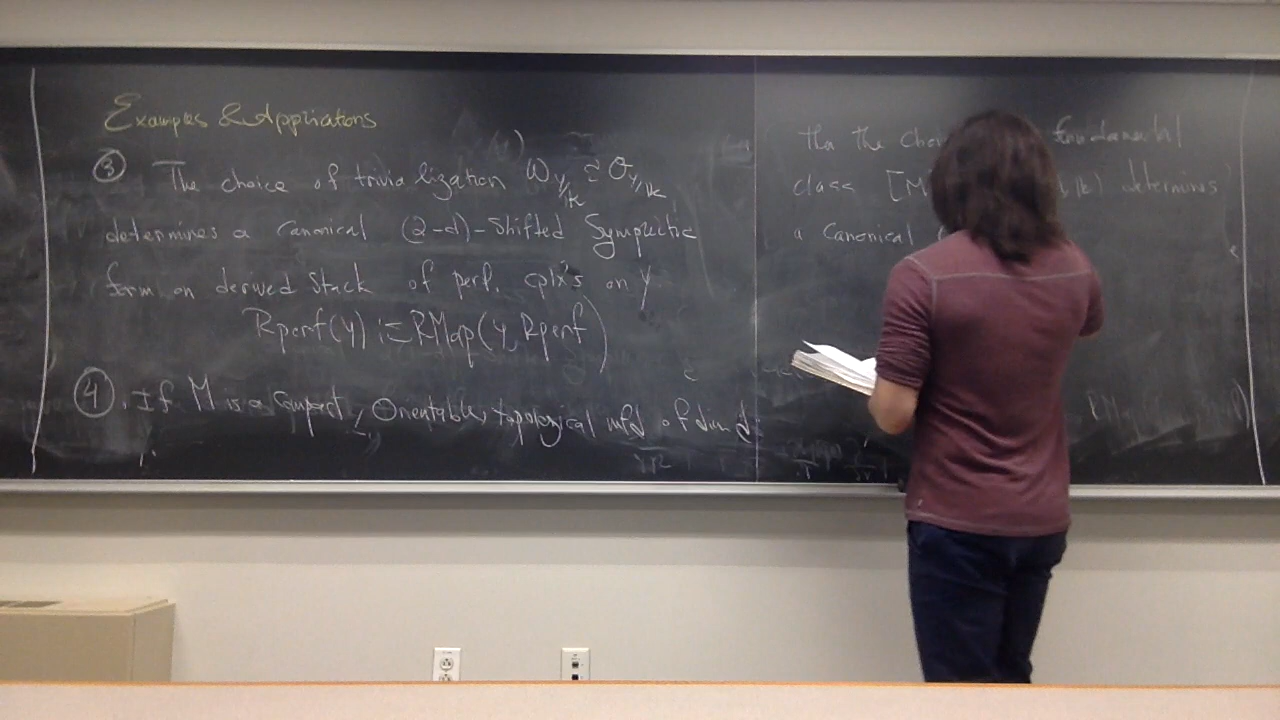 Examples & Applications
③ The choice of trivialization ω_{Y/k} ≅ O_{Y/k}
determines a Canonical (2-d)-Shifted Symplectic
form on derived Stack of perf. cplx's on Y
Rperf(Y) := RMap(Y, Rperf)
④. If M is a Compact, Orientable, topological mfd of dim d,
then the fundamental
class [M , k) determines
a Canonical